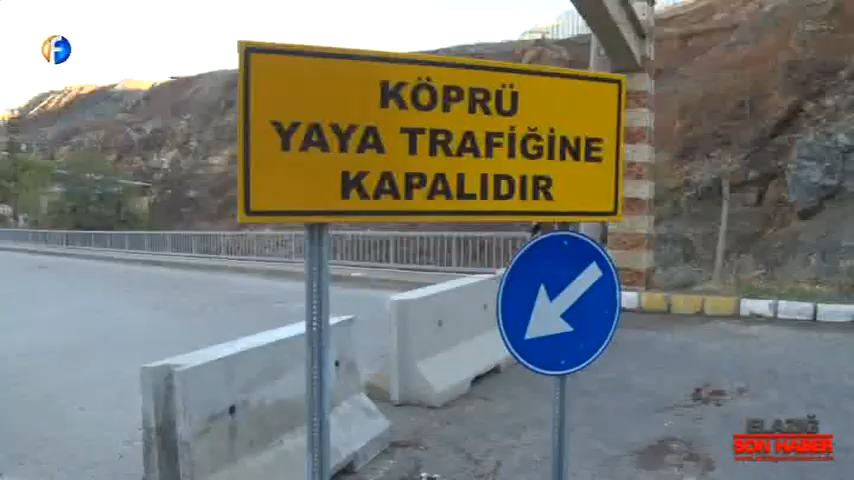 KÖPRÜ
YAYA TRAFİĞİNE
KAPALIDIR
ELAZIĞ
SON HABER